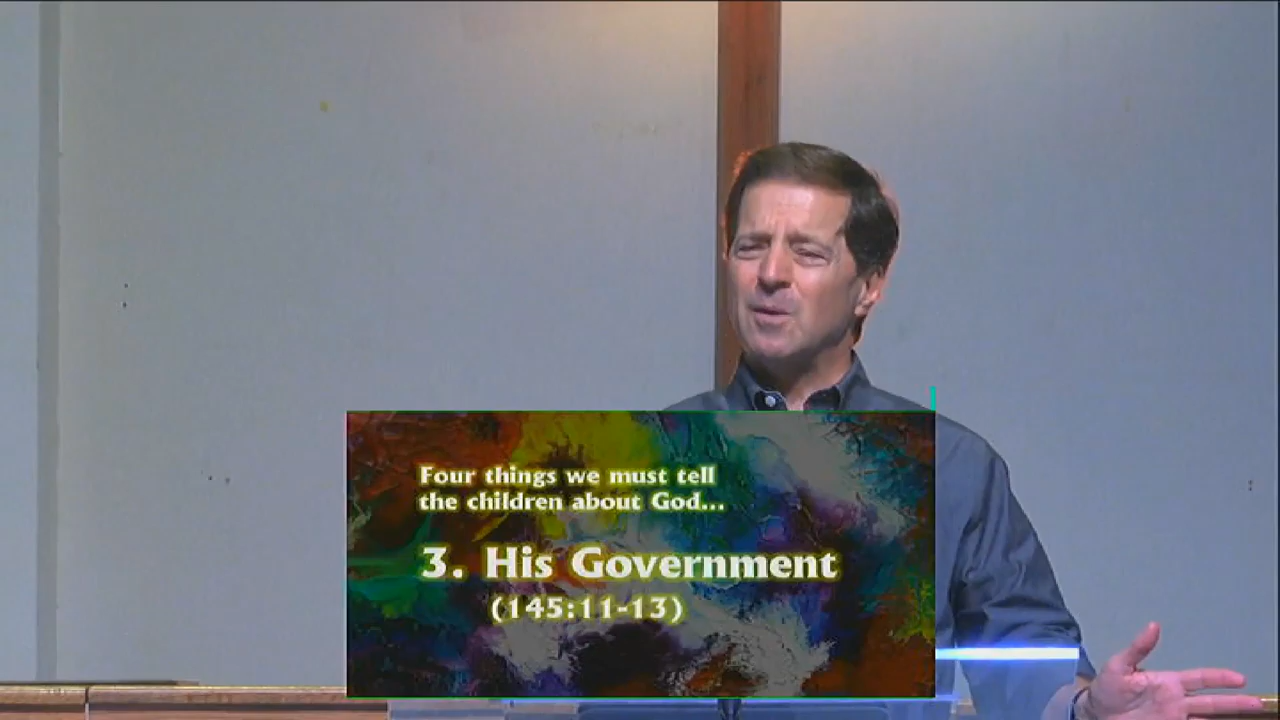 Four things we must tell
the children about God...
3. His Government
(145:11-13)